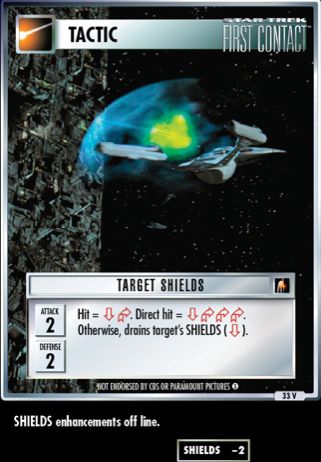 TACTIC
STAR TREK
FIRST CONTACT
TARGET SHIELDS
ATTACK
2
Hit = ⇩ . Direct hit = ⇩ .
Otherwise, drains target's SHIELDS ( ⇩ ).
DEFENSE
2
NOT ENDORSED BY CBS OR PARAMOUNT PICTURES
33 V
SHIELDS enhancements off line.
SHIELDS -2